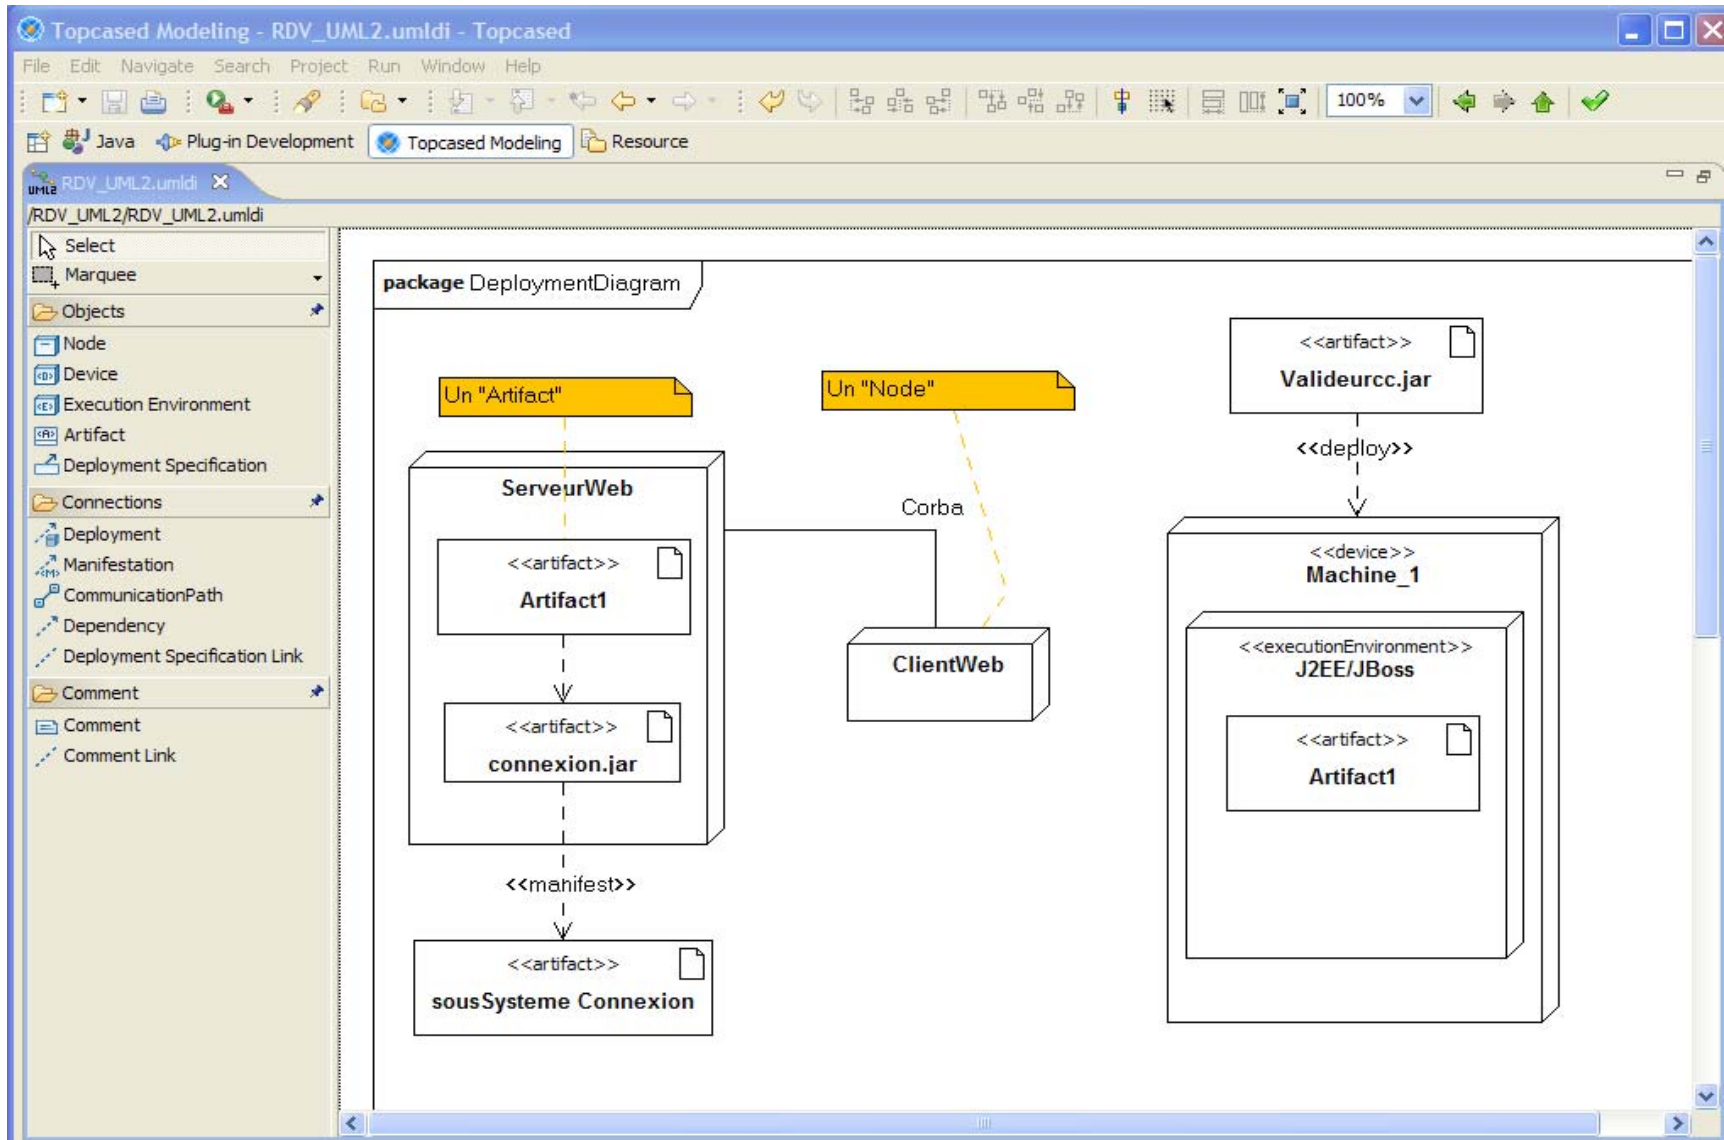 Topcased Modeling - RDV_UML2.umldi - Topcased
File Edit Navigate Search Project Run Window Help
100%
Java Plug-in Development Topcased Modeling Resource
UML2 RDV_UML2.umldi
/RDV_UML2/RDV_UML2.umldi
Select
Marquee
Objects
Node
<D> Device
<E> Execution Environment
<A> Artifact
Deployment Specification
Connections
Deployment
<M> Manifestation
CommunicationPath
Dependency
Deployment Specification Link
Comment
Comment
Comment Link
package DeploymentDiagram
Un "Artifact"
ServeurWeb
<<artifact>>
Artifact1
<<artifact>>
connexion.jar
<<manifest>>
<<artifact>>
sousSysteme Connexion
Un "Node"
Corba
ClientWeb
<<artifact>>
Valideurcc.jar
<<deploy>>
<<device>>
Machine_1
<<executionEnvironment>>
J2EE/JBoss
<<artifact>>
Artifact1